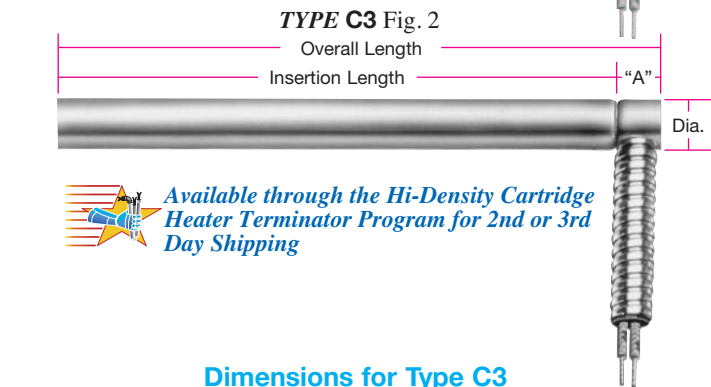 TYPE C3 Fig. 2
Overall Length
Insertion Length
“A”
Dia.
Available through the Hi-Density Cartridge
Heater Terminator Program for 2nd or 3rd
Day Shipping
Dimensions for Type C3